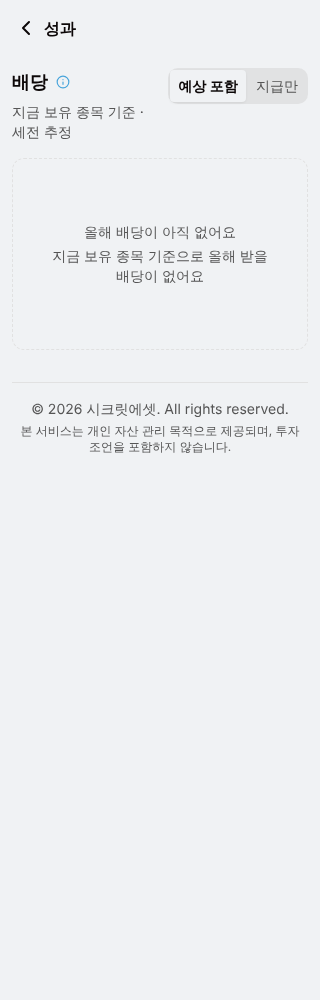 성과
배당
예상 포함
지급만
지금 보유 종목 기준 ·
세전 추정
올해 배당이 아직 없어요
지금 보유 종목 기준으로 올해 받을
배당이 없어요
© 2026 시크릿에셋. All rights reserved.
본 서비스는 개인 자산 관리 목적으로 제공되며, 투자
조언을 포함하지 않습니다.